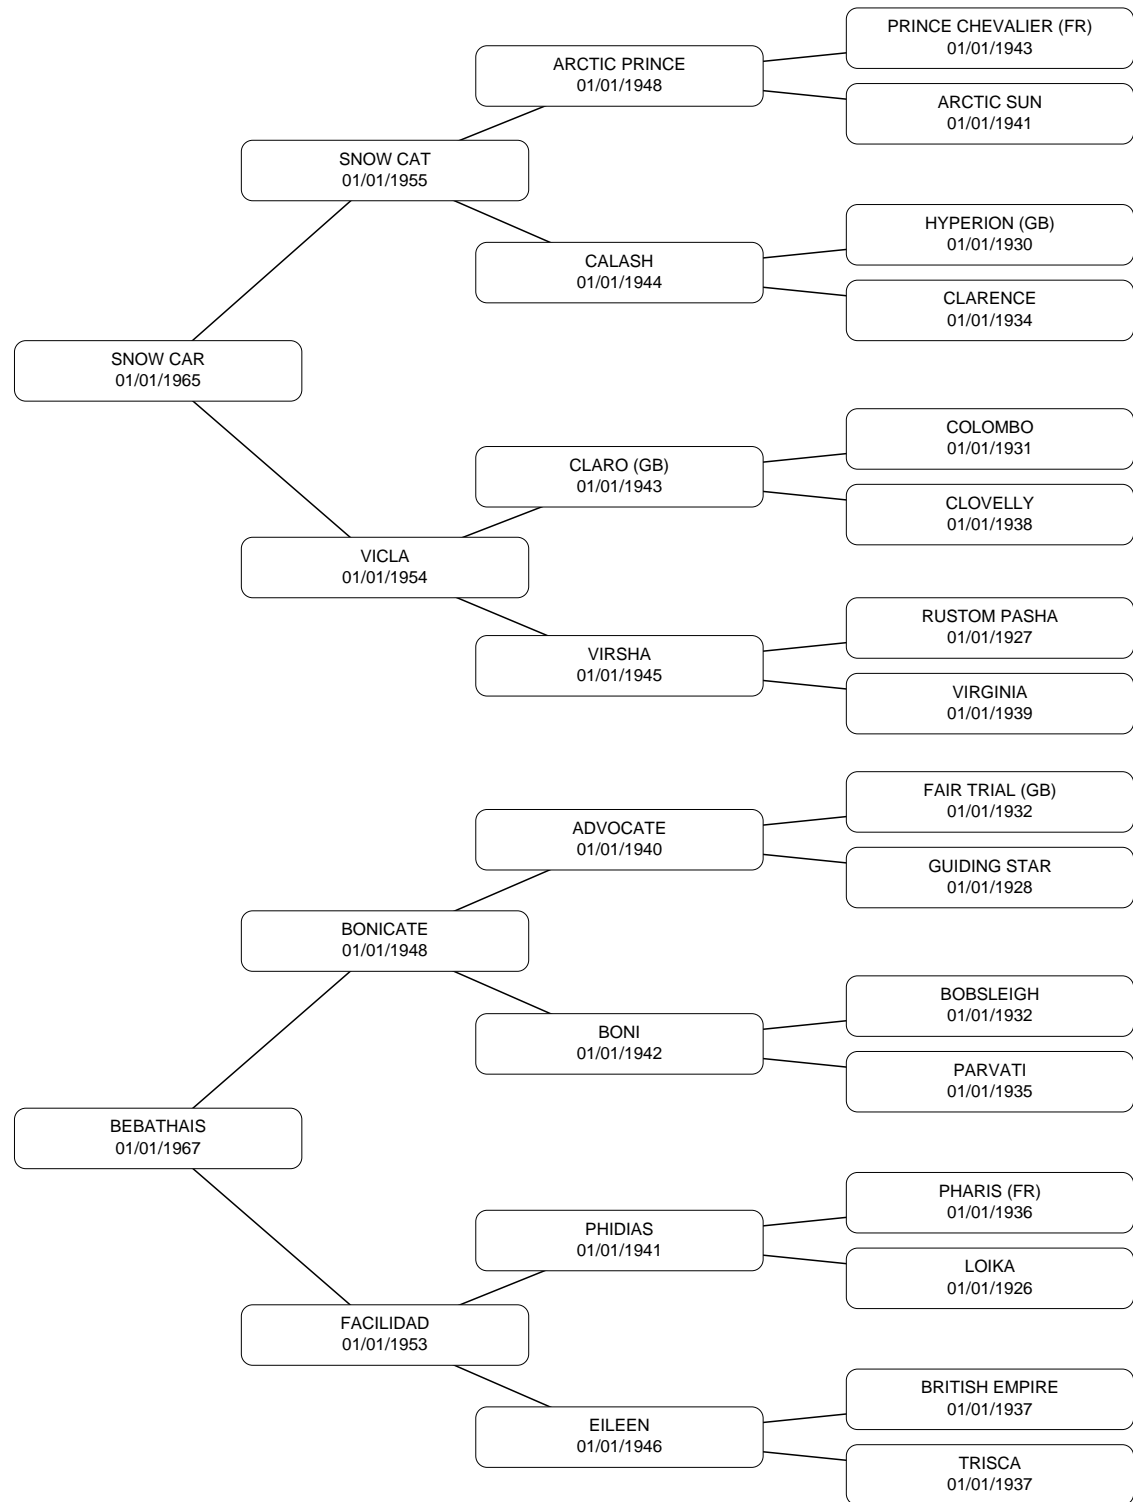 PRINCE CHEVALIER (FR)
01/01/1943
ARCTIC PRINCE
01/01/1948
ARCTIC SUN
01/01/1941
SNOW CAT
01/01/1955
HYPERION (GB)
01/01/1930
CALASH
01/01/1944
CLARENCE
01/01/1934
SNOW CAR
01/01/1965
COLOMBO
01/01/1931
CLARO (GB)
01/01/1943
CLOVELLY
01/01/1938
VICLA
01/01/1954
RUSTOM PASHA
01/01/1927
VIRSHA
01/01/1945
VIRGINIA
01/01/1939
FAIR TRIAL (GB)
01/01/1932
ADVOCATE
01/01/1940
GUIDING STAR
01/01/1928
BONICATE
01/01/1948
BOBSLEIGH
01/01/1932
BONI
01/01/1942
PARVATI
01/01/1935
BEBATHAIS
01/01/1967
PHARIS (FR)
01/01/1936
PHIDIAS
01/01/1941
LOIKA
01/01/1926
FACILIDAD
01/01/1953
BRITISH EMPIRE
01/01/1937
EILEEN
01/01/1946
TRISCA
01/01/1937